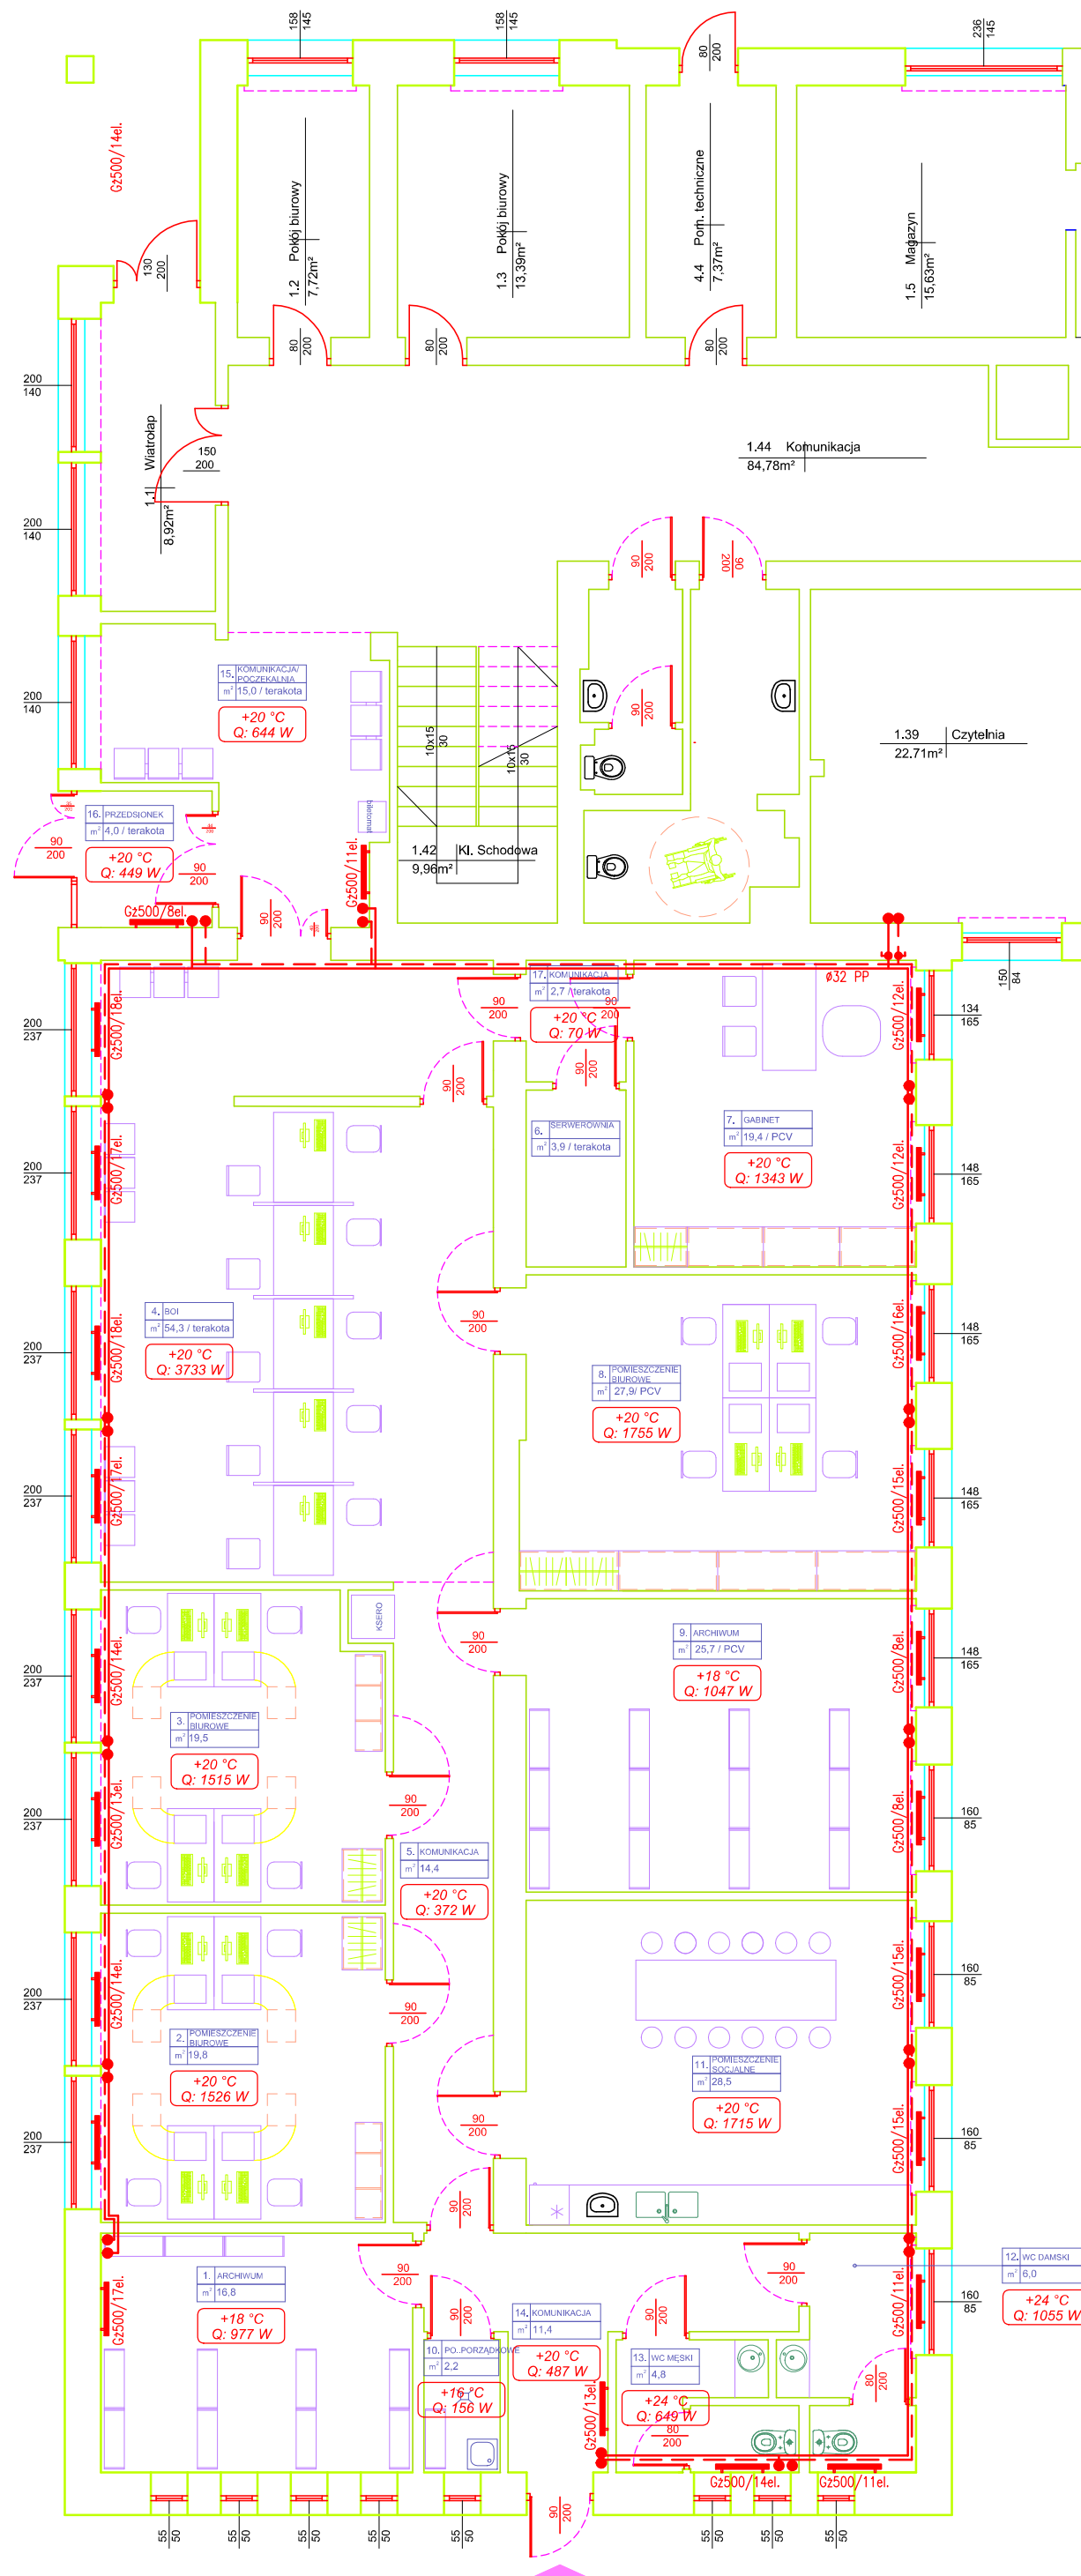 158
145
158
145
80
200
236
145
Gż500/14el.
130
200
1.2 Pokój biurowy
7,72m²
1.3 Pokój biurowy
13,39m²
4.4 Pom. techniczne
7,37m²
1.5 Magazyn
15,63m²
80
200
80
200
80
200
200
140
1.1 Wiatrołap
8,92m²
150
200
1.44 Komunikacja
84,78m²
200
140
90
200
90
200
15. KOMUNIKACJA/
POCZEKALNIA
m² 15,0 / terakota
+20 °C
Q: 644 W
200
140
90
200
10x15
30
10x15
30
1.39 Czytelnia
22,71m²
16. PRZEDSIONEK
m² 4,0 / terakota
+20 °C
Q: 449 W
biletomat
90
200
90
200
1.42 Kl. Schodowa
9,96m²
Gż500/11el.
Gż500/8el.
90
200
ø32 PP
150
84
17. KOMUNIKACJA
m² 2,7 / terakota
+20 °C
Q: 70 W
90
200
90
200
200
237
Gż500/18el.
Gż500/12el.
134
165
90
200
90
200
6. SERWEROWNIA
m² 3,9 / terakota
7. GABINET
m² 19,4 / PCV
+20 °C
Q: 1343 W
200
237
Gż500/17el.
Gż500/12el.
148
165
4. BOI
m² 54,3 / terakota
+20 °C
Q: 3733 W
90
200
200
237
Gż500/18el.
Gż500/16el.
148
165
8. POMIESZCZENIE
BIUROWE
m² 27,9/ PCV
+20 °C
Q: 1755 W
200
237
Gż500/17el.
Gż500/15el.
148
165
KSERO
90
200
9. ARCHIWUM
m² 25,7 / PCV
+18 °C
Q: 1047 W
200
237
Gż500/14el.
Gż500/8el.
148
165
3. POMIESZCZENIE
BIUROWE
m² 19,5
+20 °C
Q: 1515 W
90
200
200
237
Gż500/13el.
Gż500/8el.
160
85
5. KOMUNIKACJA
m² 14,4
+20 °C
Q: 372 W
200
237
Gż500/14el.
Gż500/15el.
160
85
2. POMIESZCZENIE
BIUROWE
m² 19,8
+20 °C
Q: 1526 W
90
200
11. POMIESZCZENIE
SOCJALNE
m² 28,5
+20 °C
Q: 1715 W
90
200
200
237
Gż500/15el.
160
85
90
200
1. ARCHIWUM
m² 16,8
+18 °C
Q: 977 W
Gż500/17el.
90
200
90
200
12. WC DAMSKI
m² 6,0
+24 °C
Q: 1055 W
Gż500/11el.
160
85
90
200
90
200
14. KOMUNIKACJA
m² 11,4
+20 °C
Q: 487 W
10. PO..PORZĄDKOWE
m² 2,2
+16 °C
Q: 156 W
13. WC MĘSKI
m² 4,8
+24 °C
Q: 649 W
80
200
80
200
Gż500/13el.
Gż500/14el.
Gż500/11el.
90
200
55
50
55
50
55
50
55
50
55
50
55
50
55
50
55
50